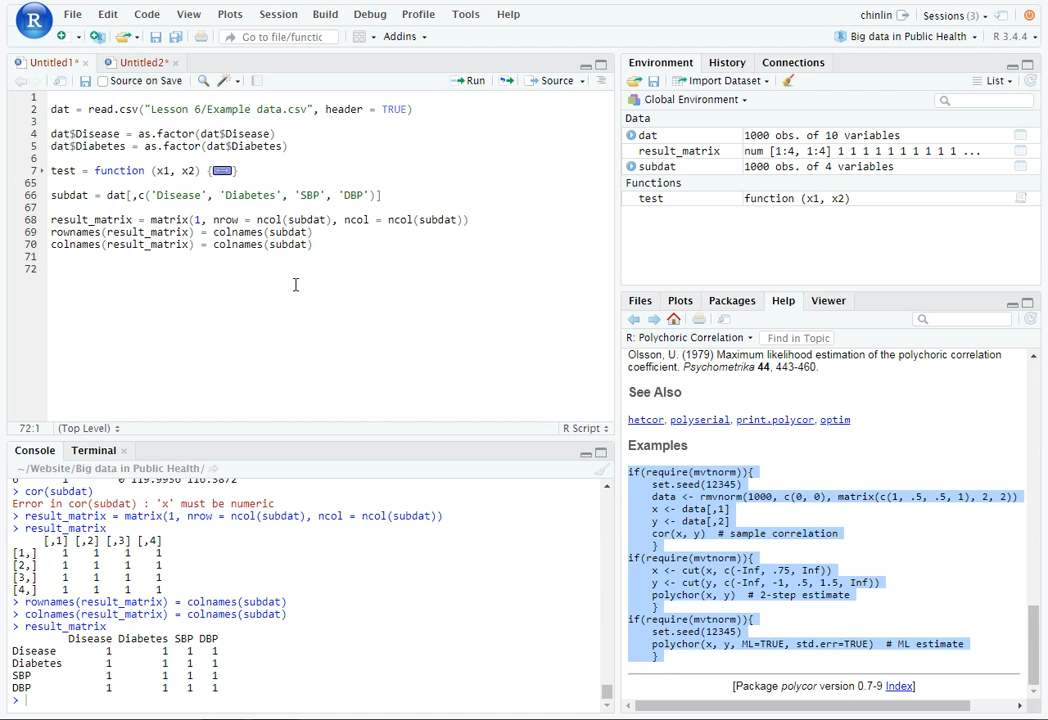 File Edit Code View Plots Session Build Debug Profile Tools Help
chinlin Sessions (3)
Go to file/functic Addins
Big data in Public Health R 3.4.4
Untitled1* Untitled2*
Source on Save Run Source
1
2 dat = read.csv("Lesson 6/Example data.csv", header = TRUE)
3
4 dat$Disease = as.factor(dat$Disease)
5 dat$Diabetes = as.factor(dat$Diabetes)
6
7 test = function (x1, x2) {}
65
66 subdat = dat[,c('Disease', 'Diabetes', 'SBP', 'DBP')]
67
68 result_matrix = matrix(1, nrow = ncol(subdat), ncol = ncol(subdat))
69 rownames(result_matrix) = colnames(subdat)
70 colnames(result_matrix) = colnames(subdat)
71
72
72:1 (Top Level) R Script
Console Terminal
~/Website/Big data in Public Health/
> cor(subdat)
Error in cor(subdat) : 'x' must be numeric
> result_matrix = matrix(1, nrow = ncol(subdat), ncol = ncol(subdat))
> result_matrix
[,1] [,2] [,3] [,4]
[1,] 1 1 1 1
[2,] 1 1 1 1
[3,] 1 1 1 1
[4,] 1 1 1 1
> rownames(result_matrix) = colnames(subdat)
> colnames(result_matrix) = colnames(subdat)
> result_matrix
Disease Diabetes SBP DBP
Disease 1 1 1 1
Diabetes 1 1 1 1
SBP 1 1 1 1
DBP 1 1 1 1
>
Environment History Connections
Import Dataset List
Global Environment
Data
dat 1000 obs. of 10 variables
result_matrix num [1:4, 1:4] 1 1 1 1 1 1 1 1 1 1 ...
subdat 1000 obs. of 4 variables
Functions
test function (x1, x2)
Files Plots Packages Help Viewer
R: Polychoric Correlation Find in Topic
Olsson, U. (1979) Maximum likelihood estimation of the polychoric correlation
coefficient. Psychometrika 44, 443-460.
See Also
hetcor, polyserial, print.polycor, optim
Examples
if(require(mvtnorm)){
set.seed(12345)
data <- rmvnorm(1000, c(0, 0), matrix(c(1, .5, .5, 1), 2, 2))
x <- data[,1]
y <- data[,2]
cor(x, y) # sample correlation
}
if(require(mvtnorm)){
x <- cut(x, c(-Inf, .75, Inf))
y <- cut(y, c(-Inf, -1, .5, 1.5, Inf))
polychor(x, y) # 2-step estimate
}
if(require(mvtnorm)){
set.seed(12345)
polychor(x, y, ML=TRUE, std.err=TRUE) # ML estimate
}
[Package polycor version 0.7-9 Index]